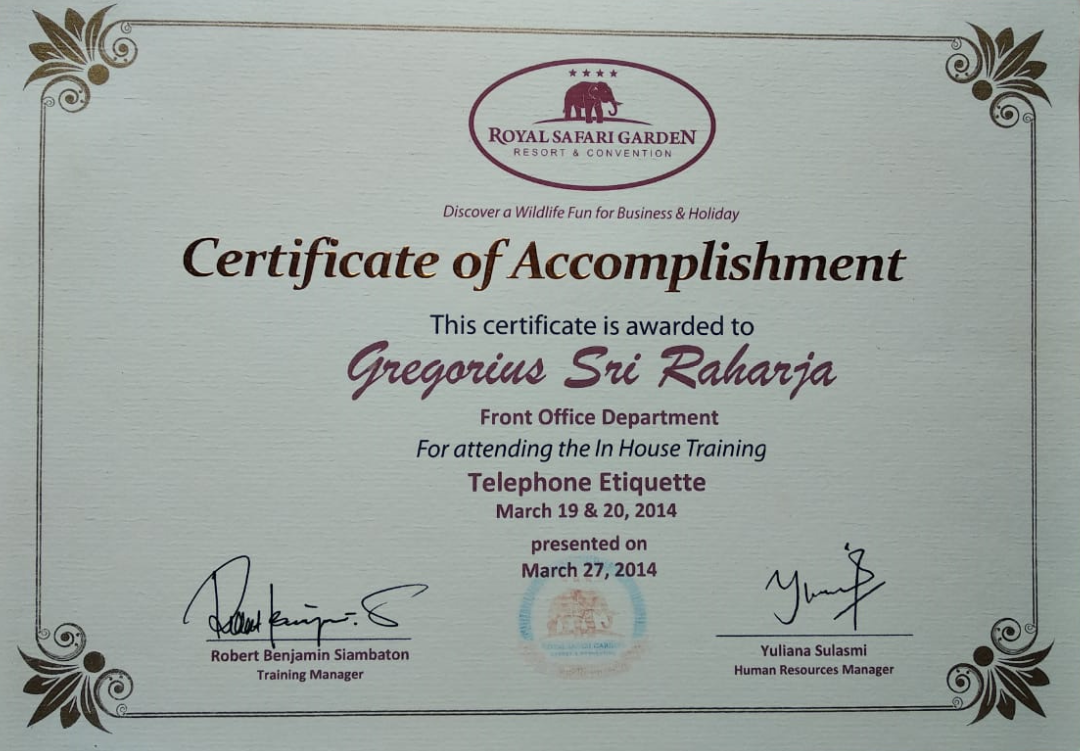 ROYAL SAFARI GARDEN
RESORT & CONVENTION
Discover a Wildlife Fun for Business & Holiday
Certificate of Accomplishment
This certificate is awarded to
Gregorius Sri Raharja
Front Office Department
For attending the In House Training
Telephone Etiquette
March 19 & 20, 2014
presented on
March 27, 2014
Robert Benjamin Siambaton
Training Manager
Yuliana Sulasmi
Human Resources Manager